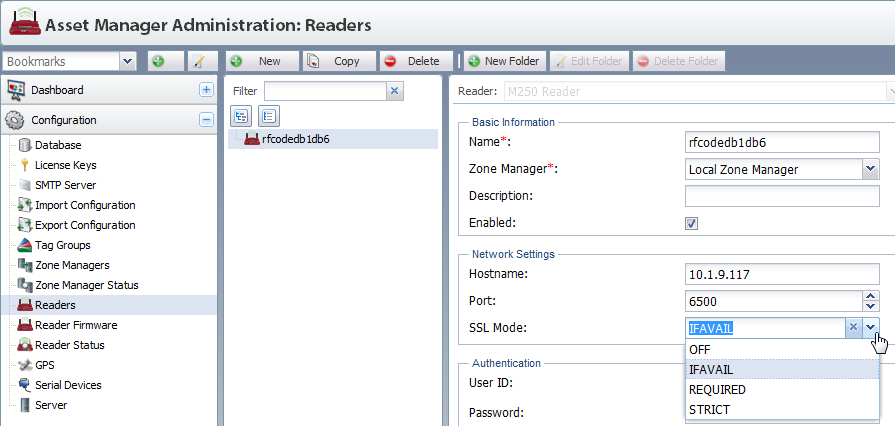 Asset Manager Administration: Readers
Bookmarks New Copy Delete New Folder Edit Folder Delete Folder
Dashboard
Configuration
Database
License Keys
SMTP Server
Import Configuration
Export Configuration
Tag Groups
Zone Managers
Zone Manager Status
Readers
Reader Firmware
Reader Status
GPS
Serial Devices
Server
Filter
rfcodedb1db6
Reader: M250 Reader
Basic Information
Name*: rfcodedb1db6
Zone Manager*: Local Zone Manager
Description:
Enabled:
Network Settings
Hostname: 10.1.9.117
Port: 6500
SSL Mode: IFAVAIL
OFF
IFAVAIL
REQUIRED
STRICT
Authentication
User ID:
Password: